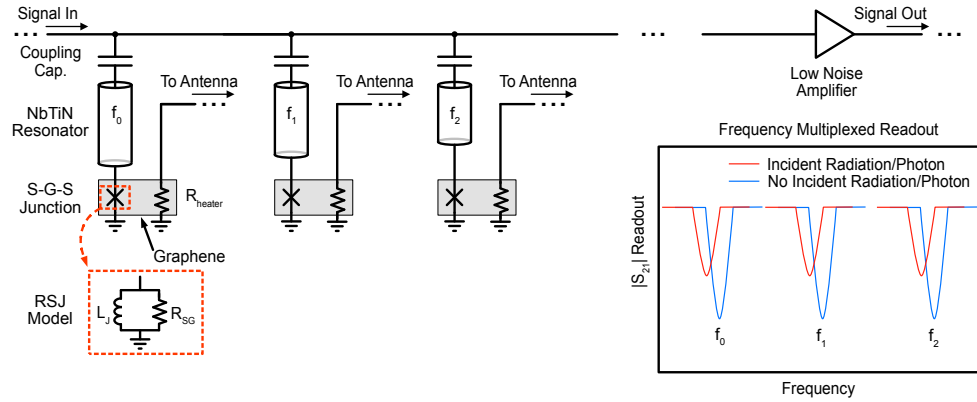 Signal In
Signal Out
Coupling
Cap.
To Antenna
To Antenna
To Antenna
Low Noise
Amplifier
NbTiN
Resonator
f0
f1
f2
S-G-S
Junction
Rheater
Graphene
RSJ
Model
LJ
RSG
Frequency Multiplexed Readout
Incident Radiation/Photon
No Incident Radiation/Photon
|S21| Readout
f0
f1
f2
Frequency